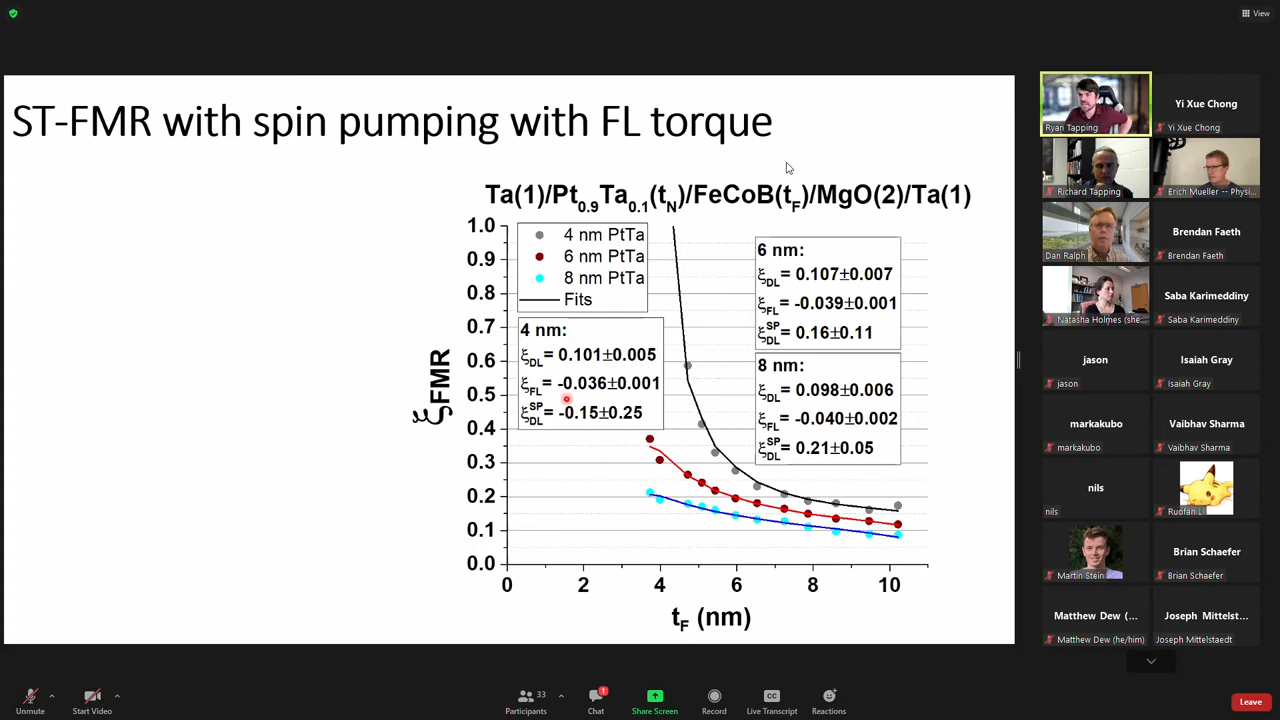 View
ST-FMR with spin pumping with FL torque
Ta(1)/Pt0.9Ta0.1(tN)/FeCoB(tF)/MgO(2)/Ta(1)
1.0
0.9
0.8
0.7
0.6
0.5
0.4
0.3
0.2
0.1
0.0
ξFMR
4 nm PtTa
6 nm PtTa
8 nm PtTa
Fits
4 nm:
ξDL= 0.101±0.005
ξFL= -0.036±0.001
ξDL^SP= -0.15±0.25
6 nm:
ξDL= 0.107±0.007
ξFL= -0.039±0.001
ξDL^SP= 0.16±0.11
8 nm:
ξDL= 0.098±0.006
ξFL= -0.040±0.002
ξDL^SP= 0.21±0.05
0 2 4 6 8 10
tF (nm)
Ryan Tapping
Yi Xue Chong
Yi Xue Chong
Richard Tapping
Erich Mueller -- Physi...
Dan Ralph
Brendan Faeth
Brendan Faeth
Natasha Holmes (she...
Saba Karimeddiny
Saba Karimeddiny
jason
jason
Isaiah Gray
Isaiah Gray
markakubo
markakubo
Vaibhav Sharma
Vaibhav Sharma
nils
nils
Ruofan Li
Martin Stein
Brian Schaefer
Brian Schaefer
Matthew Dew (...
Matthew Dew (he/him)
Joseph Mittelst...
Joseph Mittelstaedt
Unmute
Start Video
33
Participants
1
Chat
Share Screen
Record
CC
Live Transcript
Reactions
Leave